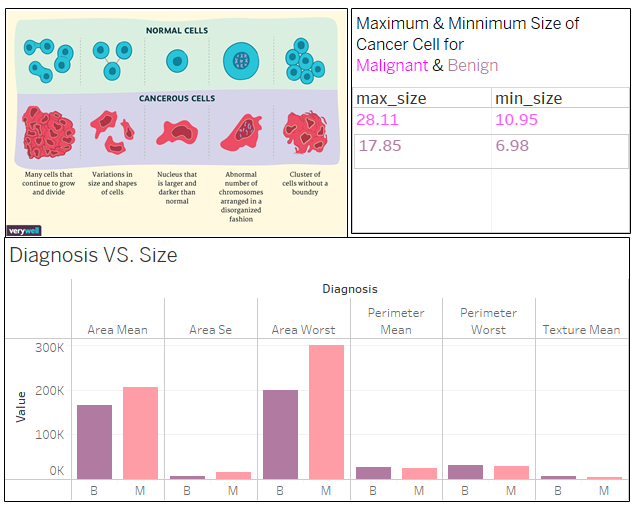 NORMAL CELLS
CANCEROUS CELLS
Many cells that
continue to grow
and divide
Variations in
size and shapes
of cells
Nucleus that
is larger and
darker than
normal
Abnormal
number of
chromosomes
arranged in a
disorganized
fashion
Cluster of
cells without a
boundry
verywell
Maximum & Minnimum Size of
Cancer Cell for
Malignant & Benign
max_size min_size
28.11 10.95
17.85 6.98
Diagnosis VS. Size
Diagnosis
Area Mean Area Se Area Worst Perimeter Mean Perimeter Worst Texture Mean
Value
300K
200K
100K
0K
B M B M B M B M B M B M